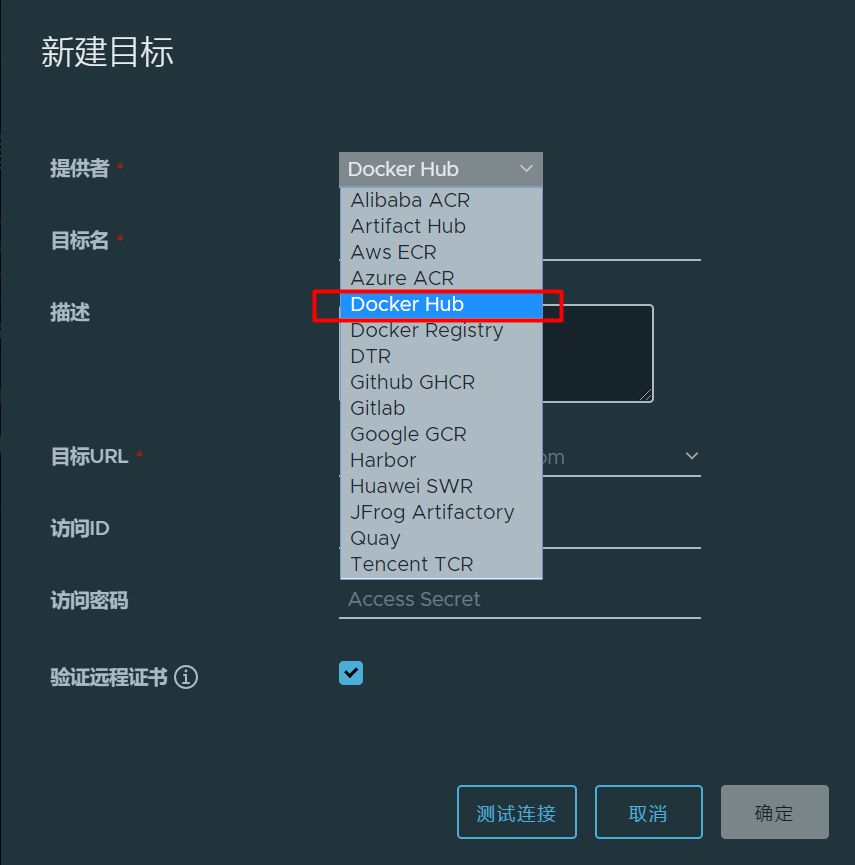 新建目标
提供者 *
Docker Hub
Alibaba ACR
Artifact Hub
Aws ECR
Azure ACR
Docker Hub
Docker Registry
DTR
Github GHCR
Gitlab
Google GCR
Harbor
Huawei SWR
JFrog Artifactory
Quay
Tencent TCR
目标名 *
描述
目标URL *
om
访问ID
访问密码
Access Secret
验证远程证书
测试连接
取消
确定